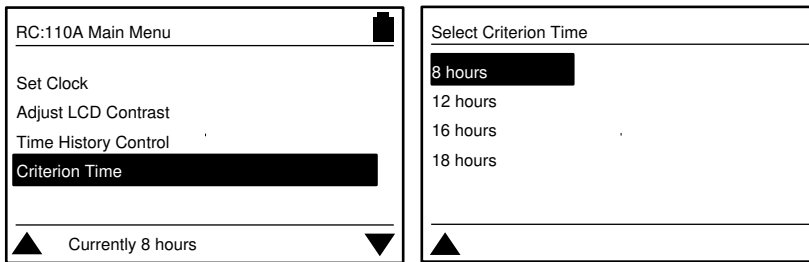 RC:110A Main Menu
Set Clock
Adjust LCD Contrast
Time History Control
Criterion Time
Currently 8 hours
Select Criterion Time
8 hours
12 hours
16 hours
18 hours